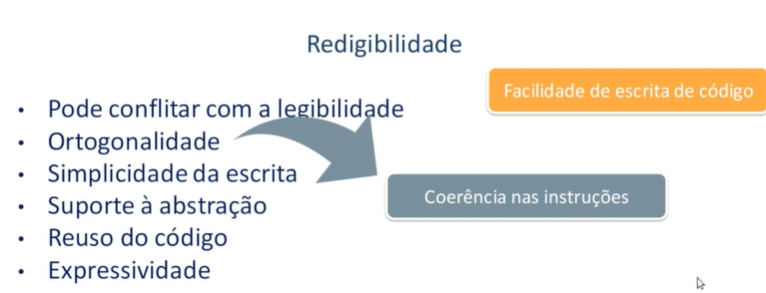 Redigibilidade
Facilidade de escrita de código
• Pode conflitar com a legibilidade
• Ortogonalidade
• Simplicidade da escrita
• Suporte à abstração
• Reuso do código
• Expressividade
Coerência nas instruções